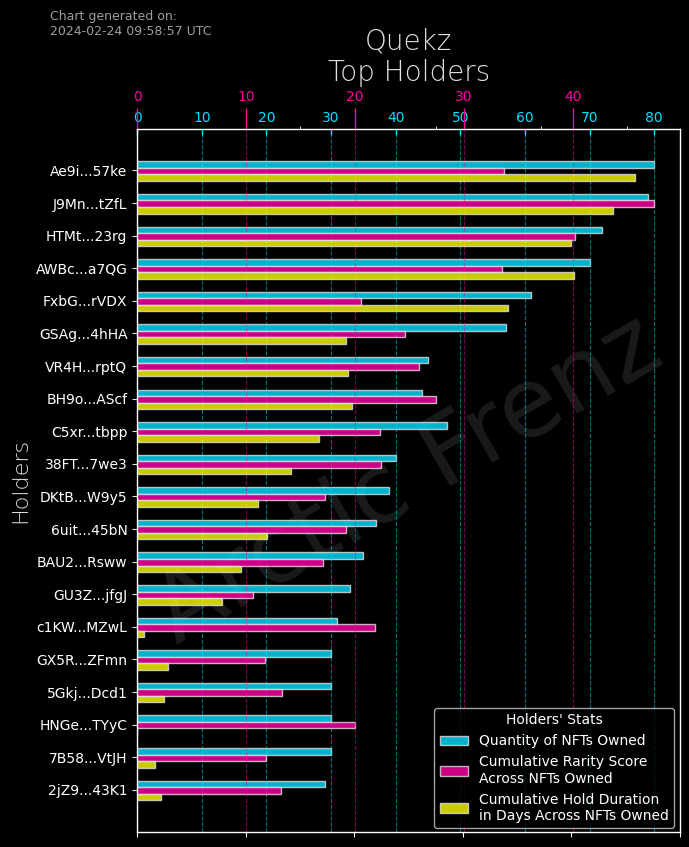 Chart generated on:
2024-02-24 09:58:57 UTC
Quekz
Top Holders
0 10 20 30 40
0 10 20 30 40 50 60 70 80
Holders
Ae9i...57ke
J9Mn...tZfL
HTMt...23rg
AWBc...a7QG
FxbG...rVDX
GSAg...4hHA
VR4H...rptQ
BH9o...AScf
C5xr...tbpp
38FT...7we3
DKtB...W9y5
6uit...45bN
BAU2...Rsww
GU3Z...jfgJ
c1KW...MZwL
GX5R...ZFmn
5Gkj...Dcd1
HNGe...TYyC
7B58...VtJH
2jZ9...43K1
Arctic Frenz
Holders' Stats
Quantity of NFTs Owned
Cumulative Rarity Score
Across NFTs Owned
Cumulative Hold Duration
in Days Across NFTs Owned